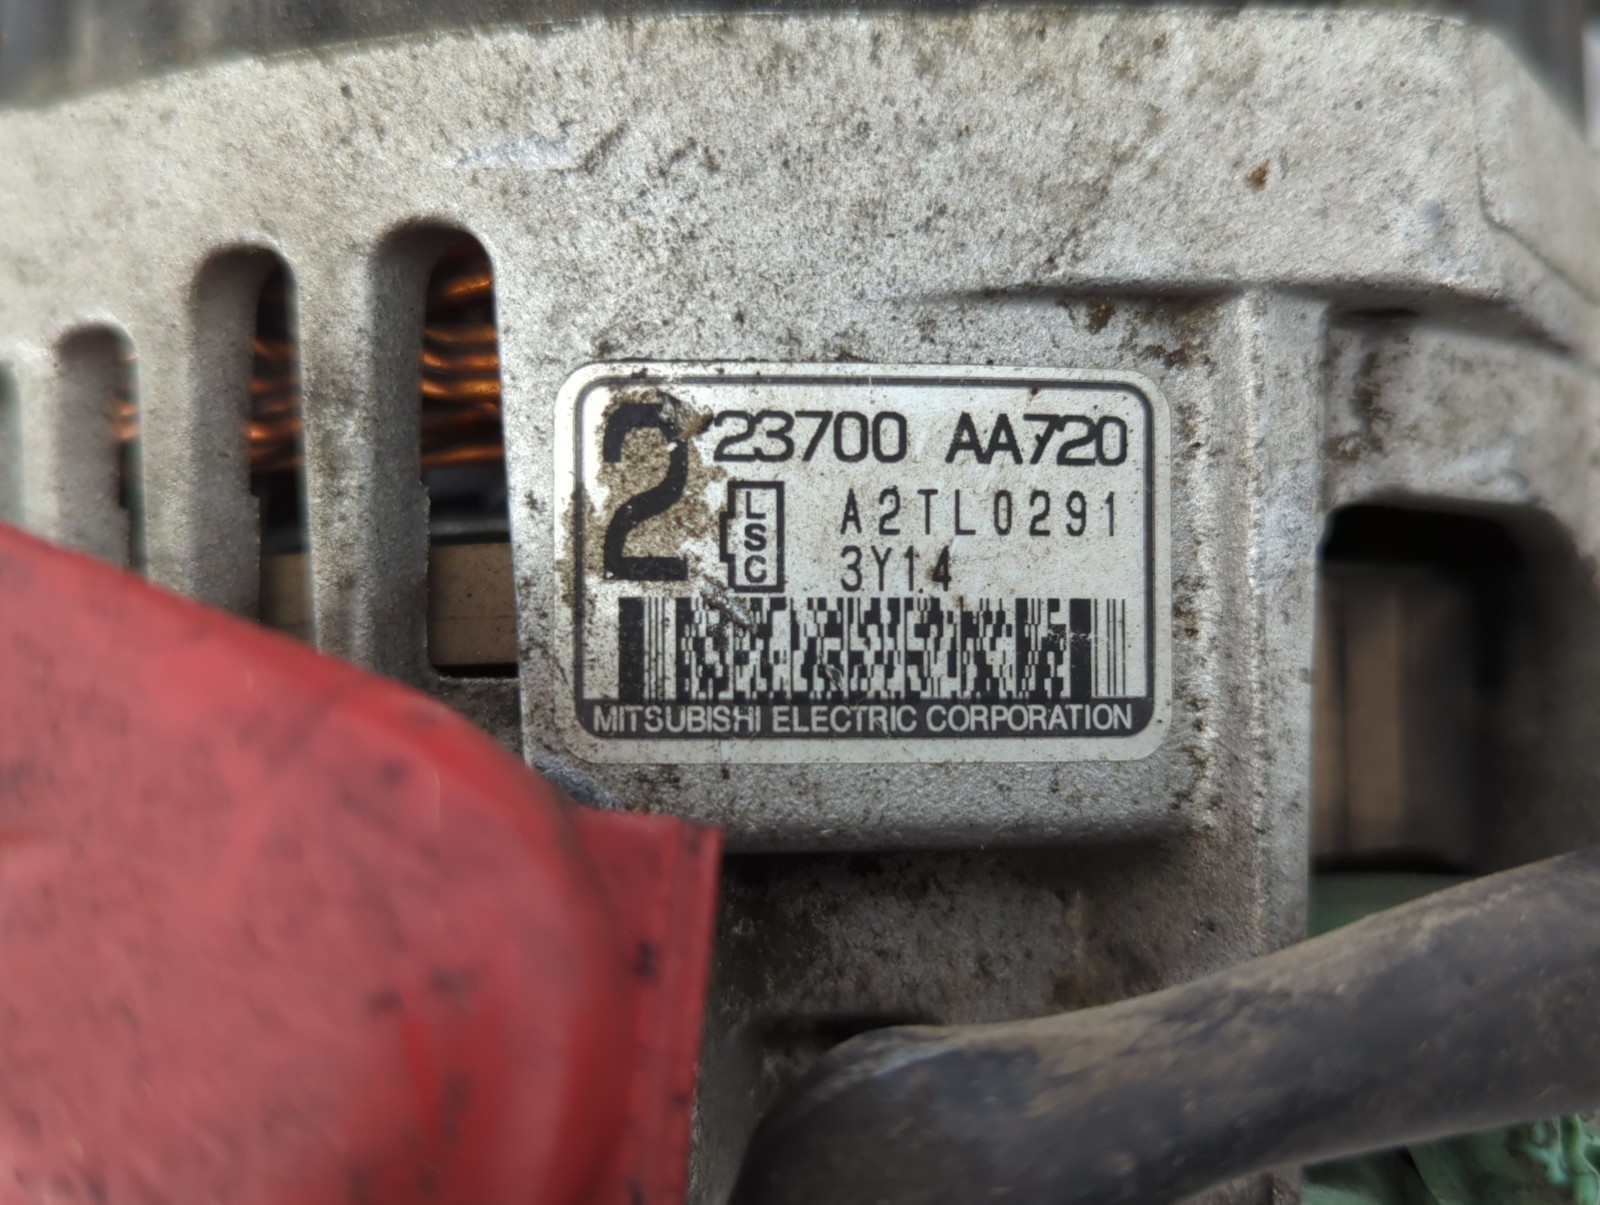 2 23700 AA720
LSC A2TL0291
3Y14
MITSUBISHI ELECTRIC CORPORATION